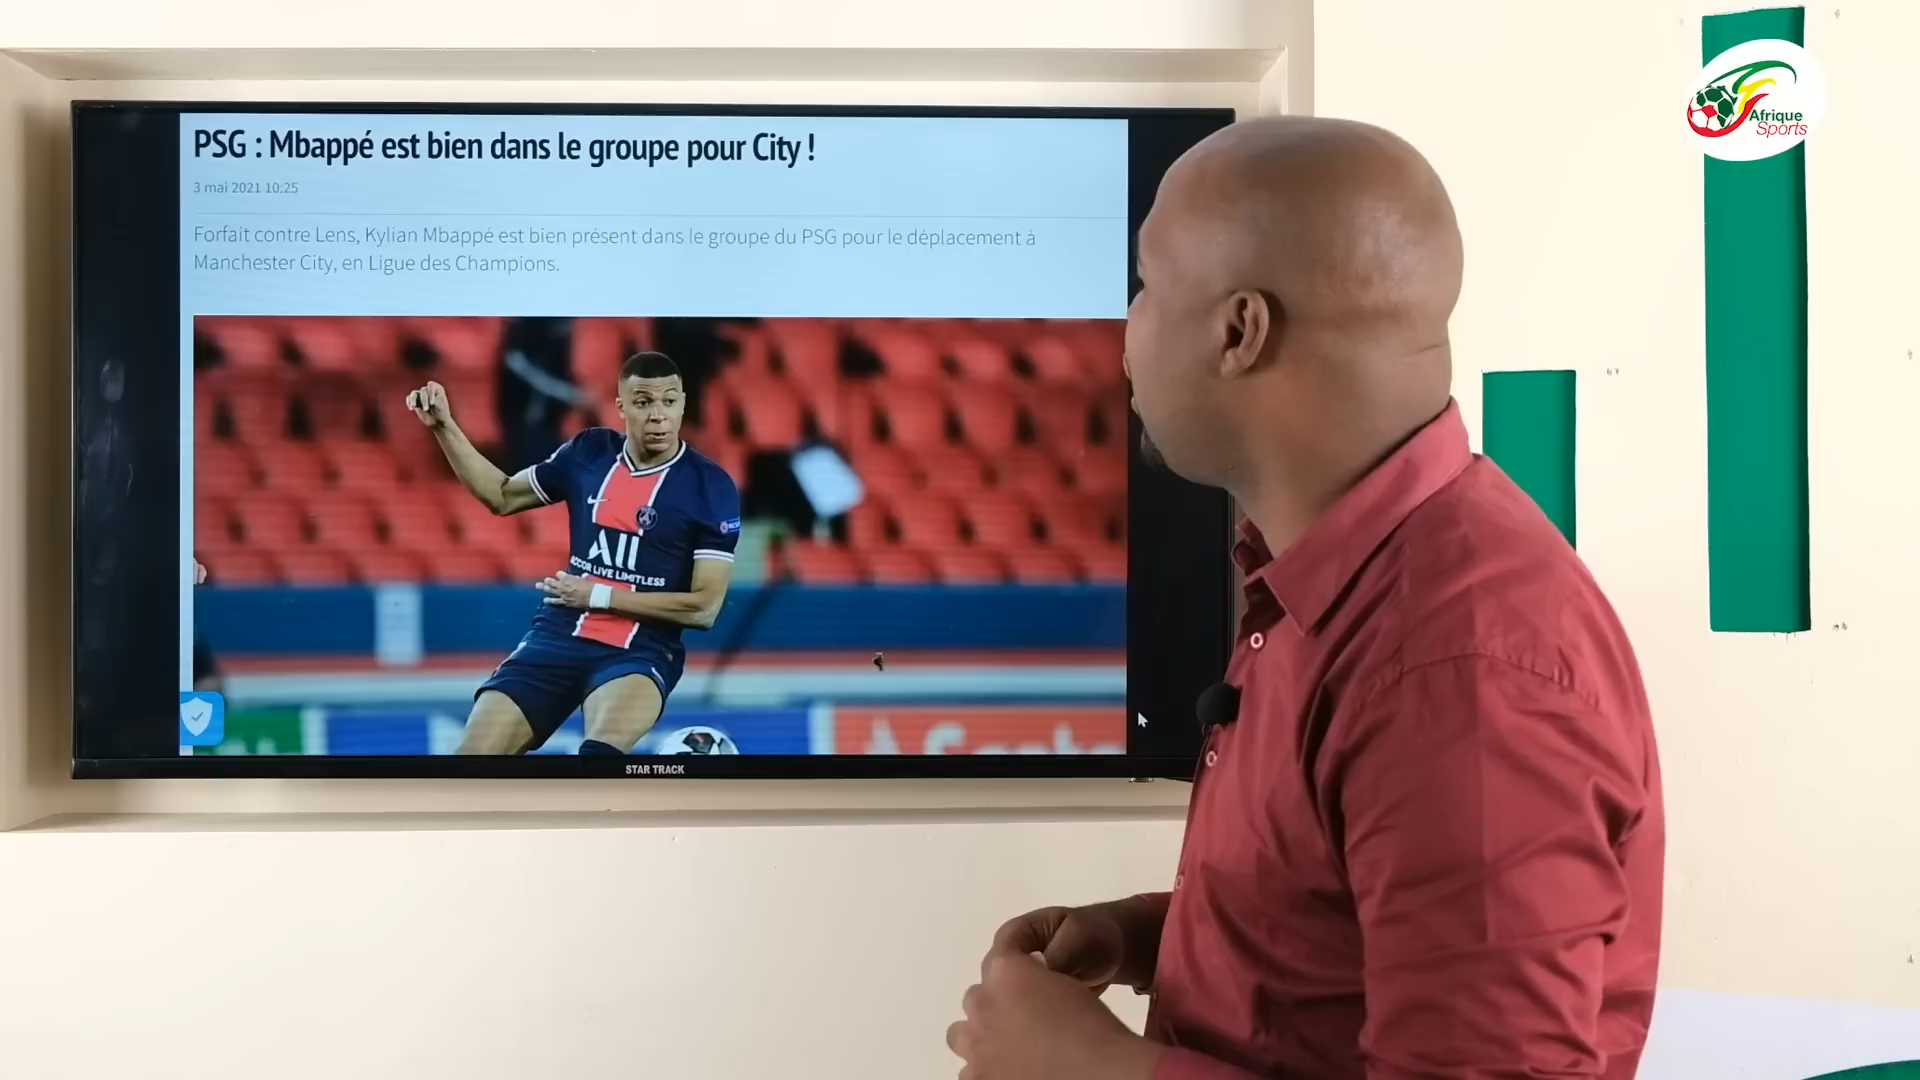 PSG : Mbappé est bien dans le groupe pour City !
3 mai 2021 10:25
Forfait contre Lens, Kylian Mbappé est bien présent dans le groupe du PSG pour le déplacement à
Manchester City, en Ligue des Champions.
All
ACCOR LIVE LIMITLESS
STAR TRACK
Afrique
Sports